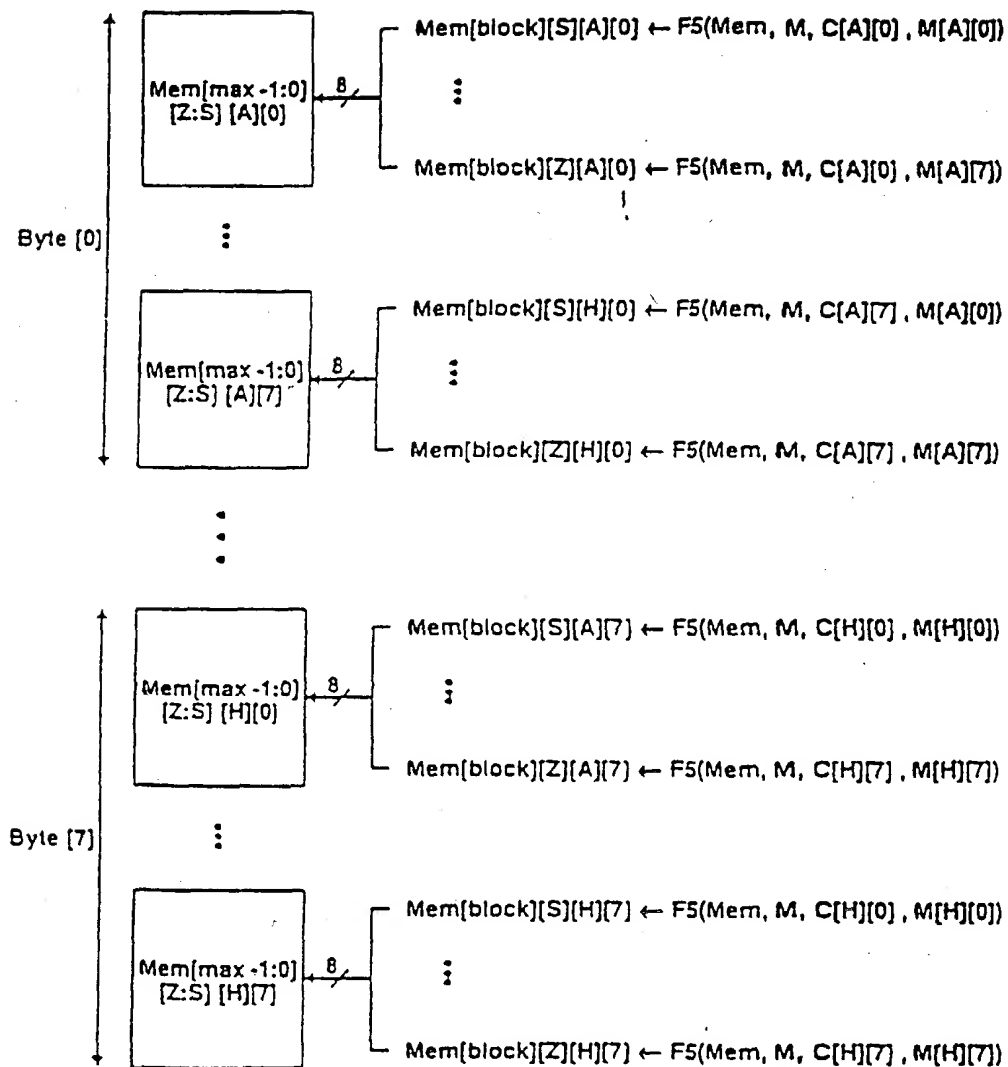 Mem[block][S][A][0] ← F5(Mem, M, C[A][0] , M[A][0])
Mem[max -1:0]
[Z:S] [A][0]
8
Mem[block][Z][A][0] ← F5(Mem, M, C[A][0] , M[A][7])
Byte [0]
Mem[block][S][H][0] ← F5(Mem, M, C[A][7] , M[A][0])
Mem[max -1:0]
[Z:S] [A][7]
8
Mem[block][Z][H][0] ← F5(Mem, M, C[A][7] , M[A][7])
Mem[block][S][A][7] ← F5(Mem, M, C[H][0] , M[H][0])
Mem[max -1:0]
[Z:S] [H][0]
8
Mem[block][Z][A][7] ← F5(Mem, M, C[H][7] , M[H][7])
Byte [7]
Mem[block][S][H][7] ← F5(Mem, M, C[H][0] , M[H][0])
Mem[max -1:0]
[Z:S] [H][7]
8
Mem[block][Z][H][7] ← F5(Mem, M, C[H][7] , M[H][7])